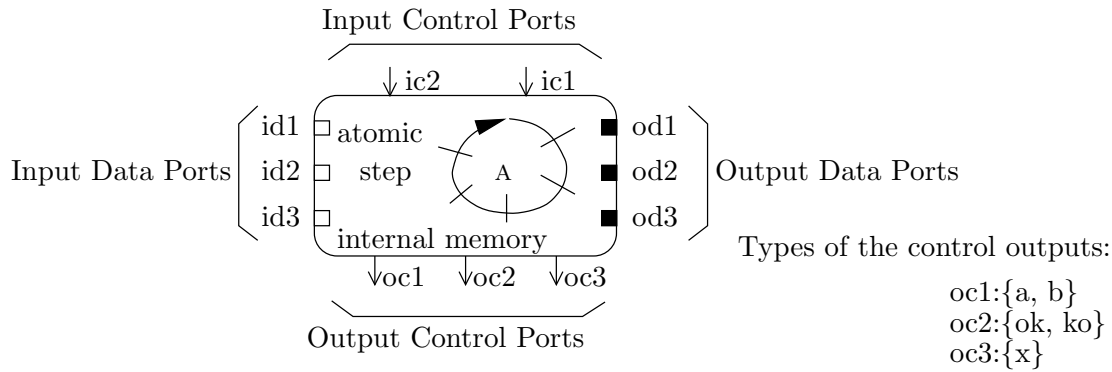 Input Control Ports
ic2 ic1
id1 atomic od1
Input Data Ports id2 step A od2 Output Data Ports
id3 od3
internal memory
Types of the control outputs:
oc1 oc2 oc3
oc1:{a, b}
oc2:{ok, ko}
Output Control Ports
oc3:{x}